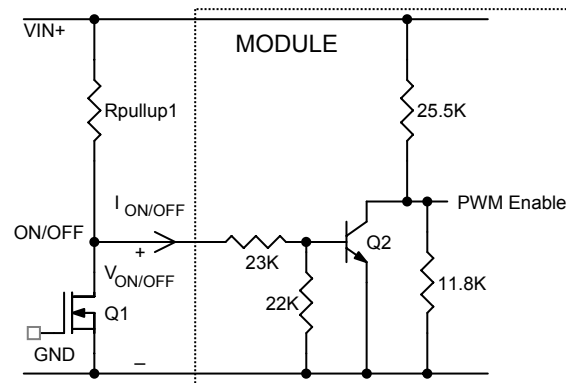 VIN+
MODULE
Rpullup1
25.5K
I ON/OFF
PWM Enable
ON/OFF
+
Q2
23K
V ON/OFF
11.8K
22K
Q1
GND
–